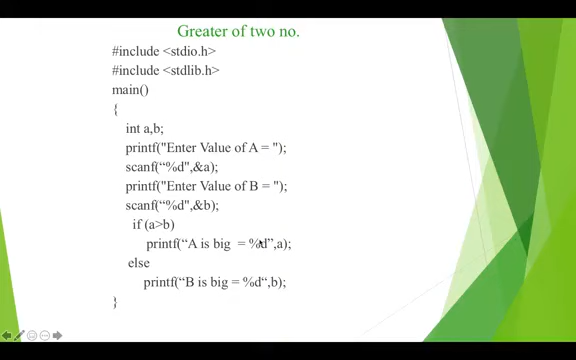 Greater of two no.
#include <stdio.h>
#include <stdlib.h>
main()
{
int a,b;
printf("Enter Value of A = ");
scanf(“%d",&a);
printf("Enter Value of B = ");
scanf(“%d",&b);
if (a>b)
printf(“A is big  = %d”,a);
else
printf(“B is big = %d“,b);
}